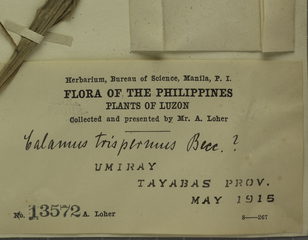 Herbarium, Bureau of Science, Manila, P. I.
FLORA OF THE PHILIPPINES
PLANTS OF LUZON
Collected and presented by Mr. A. Loher
Calamus trispermus Becc. ?
UMIRAY
TAYABAS PROV.
MAY 1915
No. 13572 A. Loher
S—267